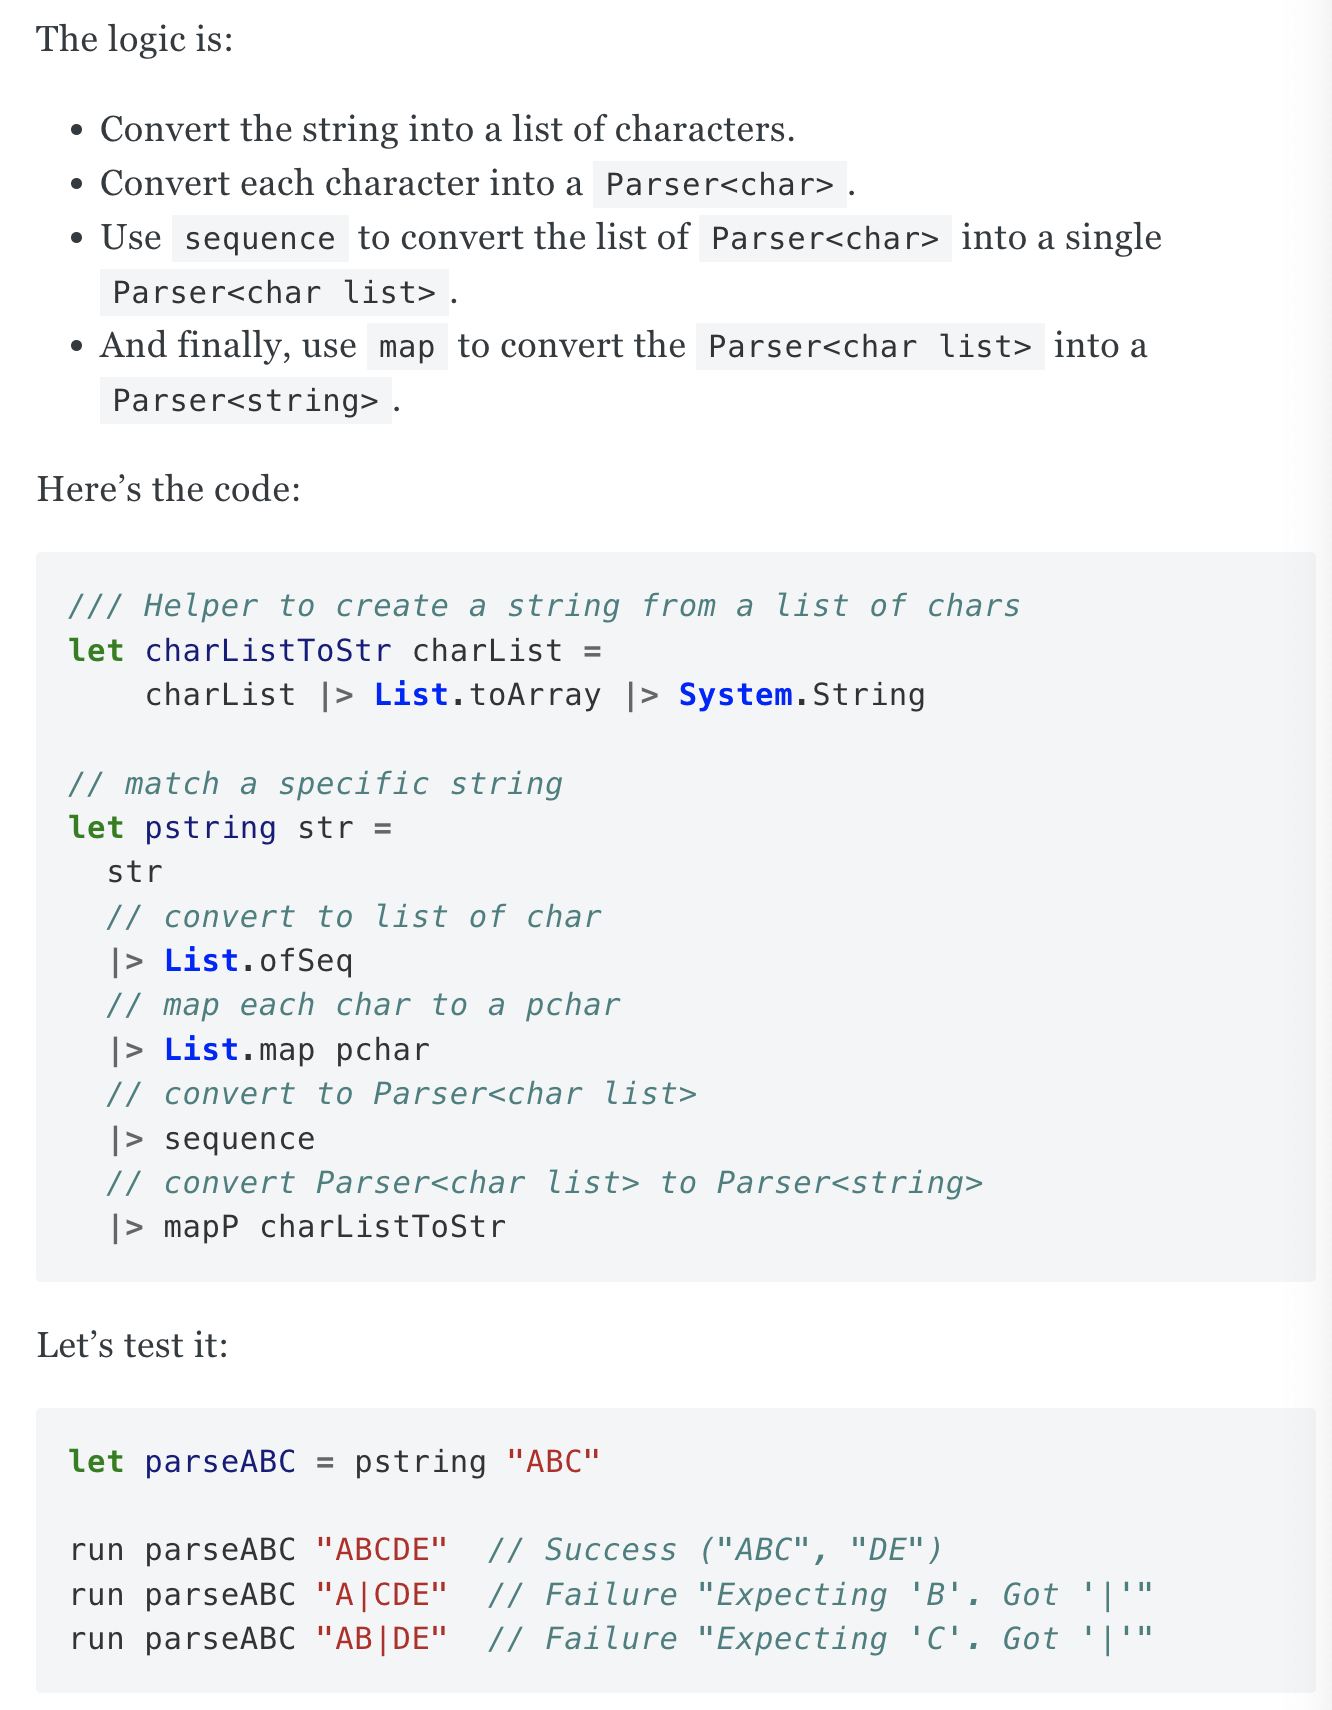 The logic is:
• Convert the string into a list of characters.
• Convert each character into a Parser<char> .
• Use sequence to convert the list of Parser<char> into a single
Parser<char list> .
• And finally, use map to convert the Parser<char list> into a
Parser<string> .
Here’s the code:
/// Helper to create a string from a list of chars
let charListToStr charList =
    charList |> List.toArray |> System.String
// match a specific string
let pstring str =
  str
  // convert to list of char
  |> List.ofSeq
  // map each char to a pchar
  |> List.map pchar
  // convert to Parser<char list>
  |> sequence
  // convert Parser<char list> to Parser<string>
  |> mapP charListToStr
Let’s test it:
let parseABC = pstring "ABC"
run parseABC "ABCDE"  // Success ("ABC", "DE")
run parseABC "A|CDE"  // Failure "Expecting 'B'. Got '|'"
run parseABC "AB|DE"  // Failure "Expecting 'C'. Got '|'"